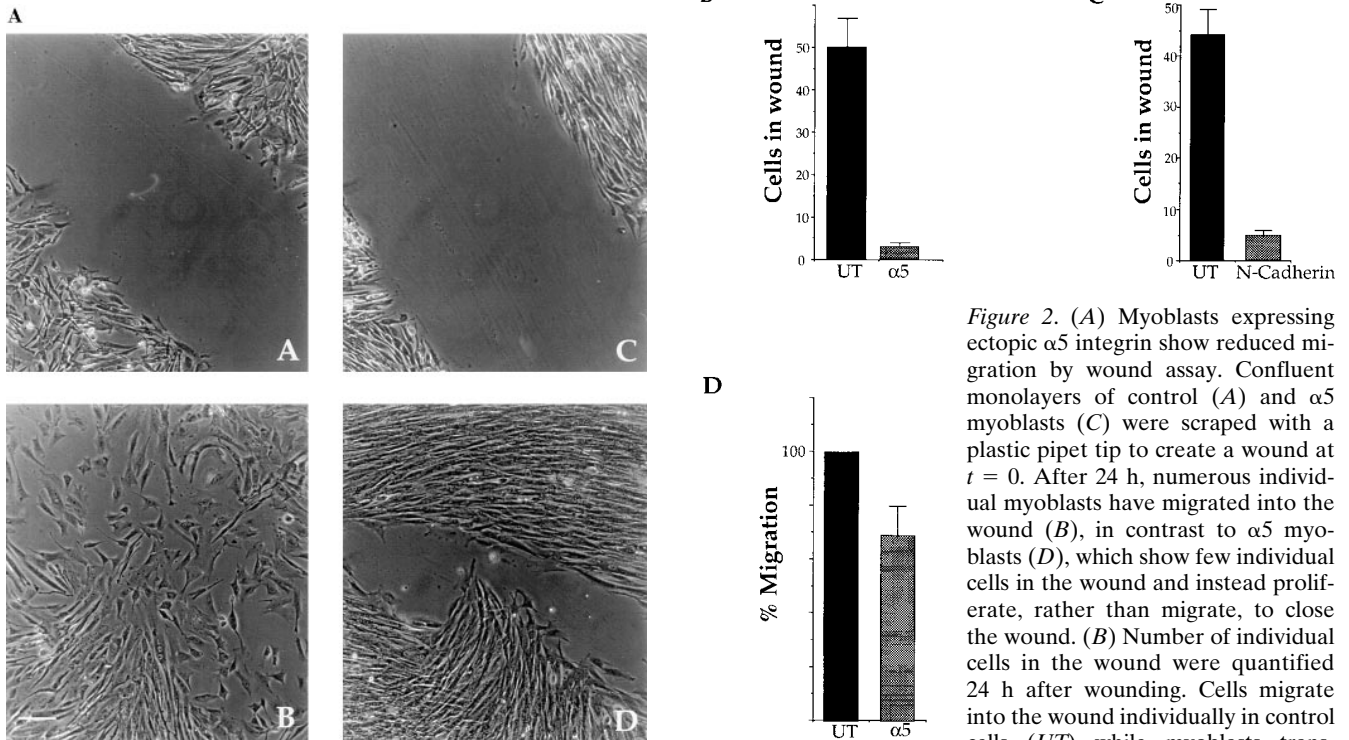 A
A
C
B
D
B
Cells in wound
50
40
30
20
10
0
UT α5
C
Cells in wound
50
40
30
20
10
0
UT N-Cadherin
D
% Migration
100
UT α5
Figure 2. (A) Myoblasts expressing
ectopic α5 integrin show reduced mi-
gration by wound assay. Confluent
monolayers of control (A) and α5
myoblasts (C) were scraped with a
plastic pipet tip to create a wound at
t = 0. After 24 h, numerous individ-
ual myoblasts have migrated into the
wound (B), in contrast to α5 myo-
blasts (D), which show few individual
cells in the wound and instead prolif-
erate, rather than migrate, to close
the wound. (B) Number of individual
cells in the wound were quantified
24 h after wounding. Cells migrate
into the wound individually in control
cells (UT) while myoblasts trans-